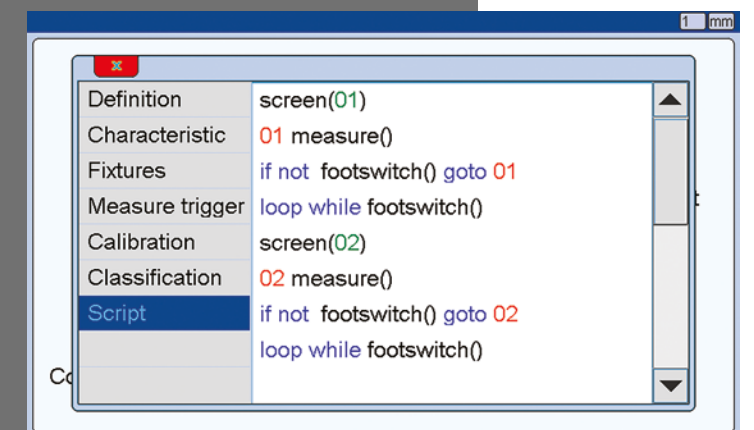 1 mm
x
Definition
Characteristic
Fixtures
Measure trigger
Calibration
Classification
Script
screen(01)
01 measure()
if not footswitch() goto 01
loop while footswitch()
screen(02)
02 measure()
if not footswitch() goto 02
loop while footswitch()